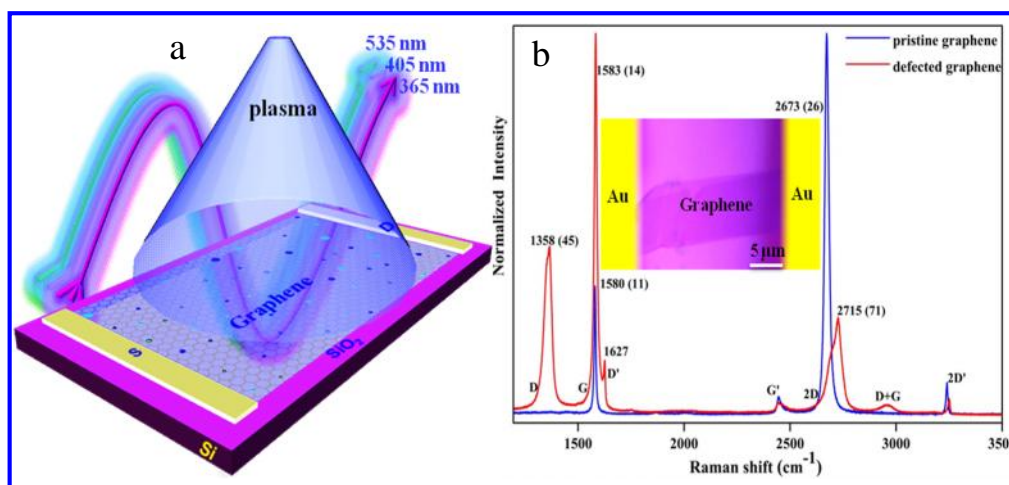 a
535 nm
405 nm
365 nm
plasma
D
Graphene
S
SiO2
Si
b
pristine graphene
defected graphene
1583 (14)
2673 (26)
Au
Graphene
Au
5 μm
1358 (45)
1580 (11)
2715 (71)
1627
D
G
D'
G'
2D
D+G
2D'
Normalized Intensity
1500
2000
2500
3000
350
Raman shift (cm-1)